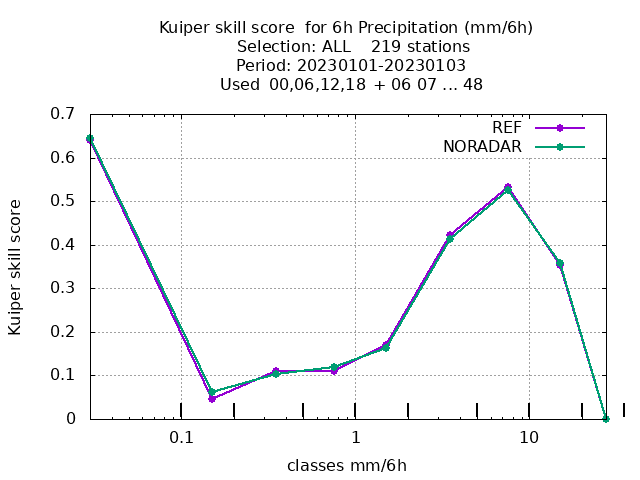 Kuiper skill score  for 6h Precipitation (mm/6h)
Selection: ALL    219 stations
Period: 20230101-20230103
Used  00,06,12,18  + 06 07 ... 48
REF
NORADAR
Kuiper skill score
0.7
0.6
0.5
0.4
0.3
0.2
0.1
0
0.1 1 10
classes mm/6h